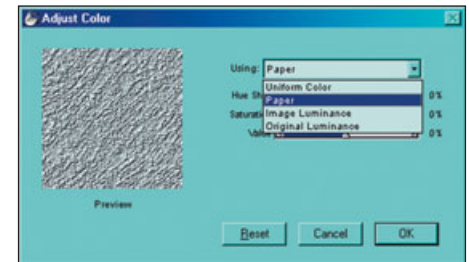 Adjust Color
Using: Paper
Uniform Color
Hue Sh Paper 0%
Saturati Image Luminance 0%
Original Luminance
0%
Preview
Reset Cancel OK